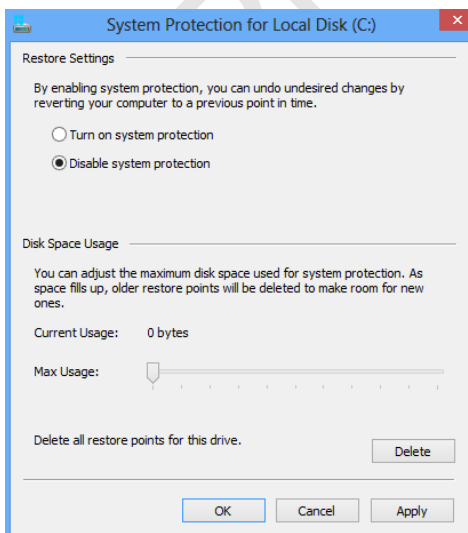 System Protection for Local Disk (C:)
Restore Settings
By enabling system protection, you can undo undesired changes by
reverting your computer to a previous point in time.
Turn on system protection
Disable system protection
Disk Space Usage
You can adjust the maximum disk space used for system protection. As
space fills up, older restore points will be deleted to make room for new
ones.
Current Usage: 0 bytes
Max Usage:
Delete all restore points for this drive.
Delete
OK Cancel Apply